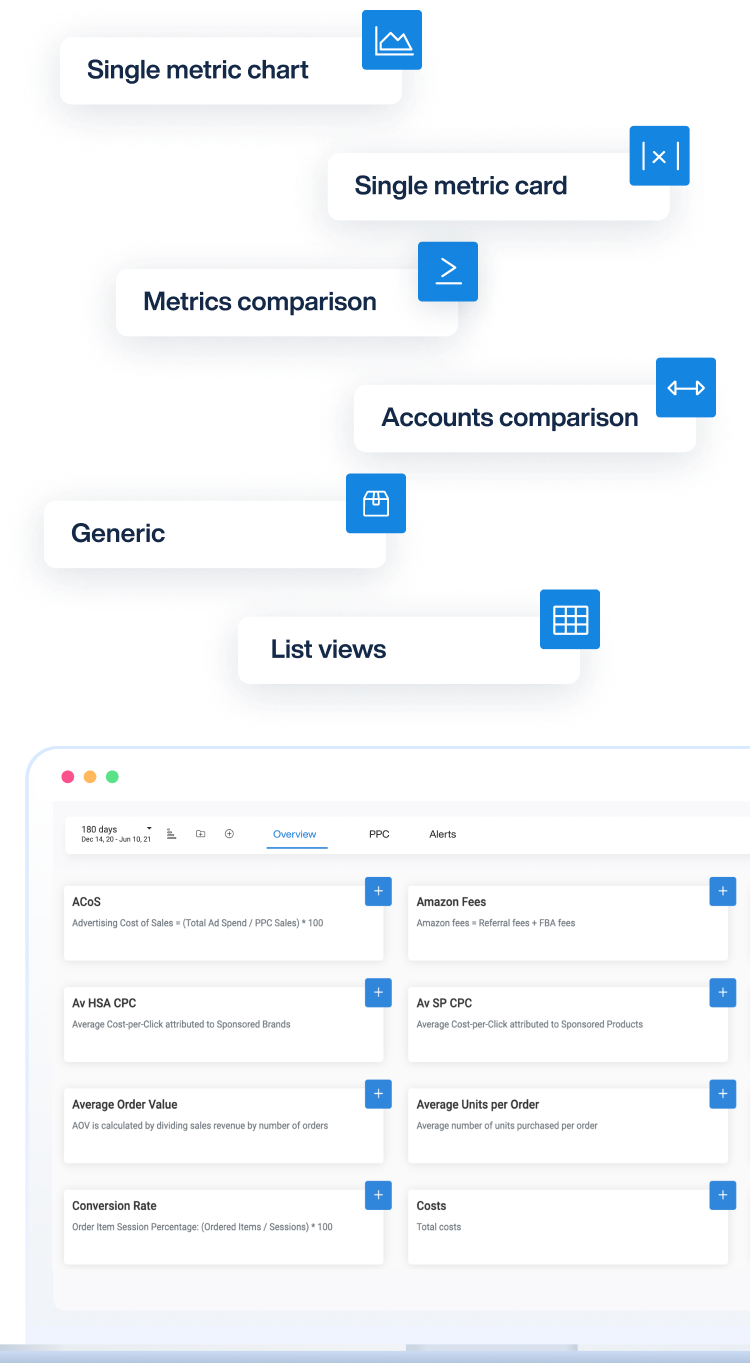 Single metric chart
Single metric card
Metrics comparison
Accounts comparison
Generic
List views
180 days
Dec 14, 20 - Jun 10, 21
Overview
PPC
Alerts
ACoS
Advertising Cost of Sales = (Total Ad Spend / PPC Sales) * 100
Amazon Fees
Amazon fees = Referral fees + FBA fees
Av HSA CPC
Average Cost-per-Click attributed to Sponsored Brands
Av SP CPC
Average Cost-per-Click attributed to Sponsored Products
Average Order Value
AOV is calculated by dividing sales revenue by number of orders
Average Units per Order
Average number of units purchased per order
Conversion Rate
Order Item Session Percentage: (Ordered Items / Sessions) * 100
Costs
Total costs